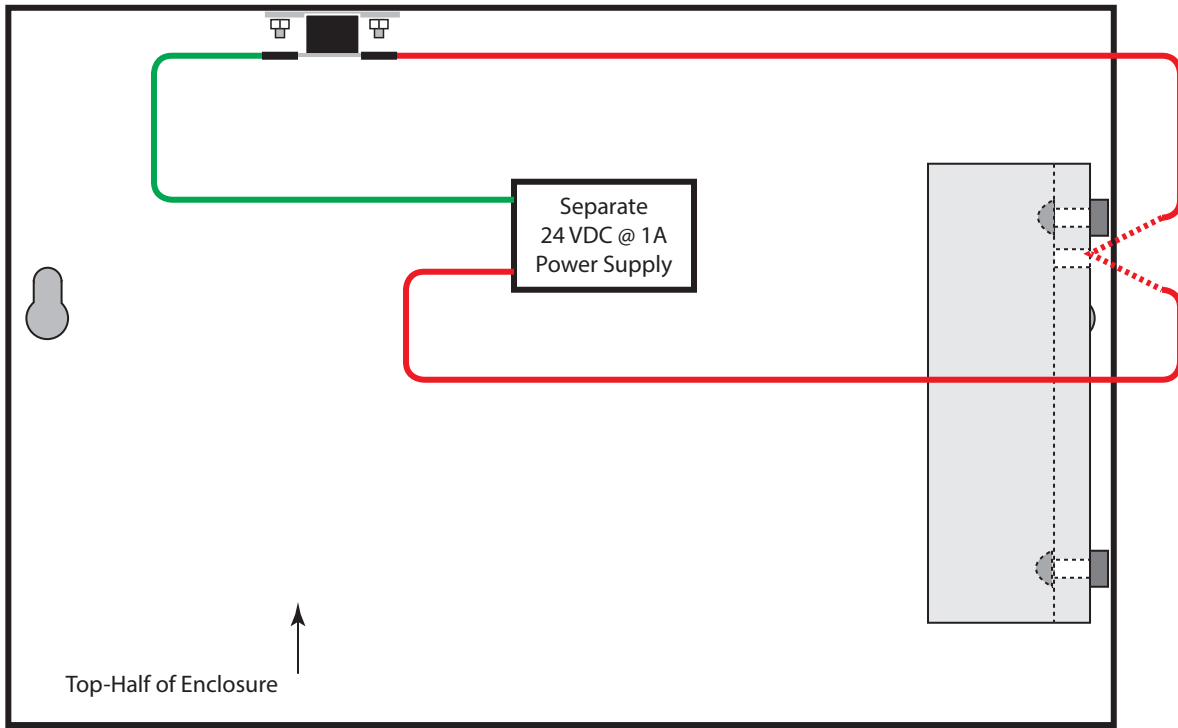 Separate
24 VDC @ 1A
Power Supply
Top-Half of Enclosure